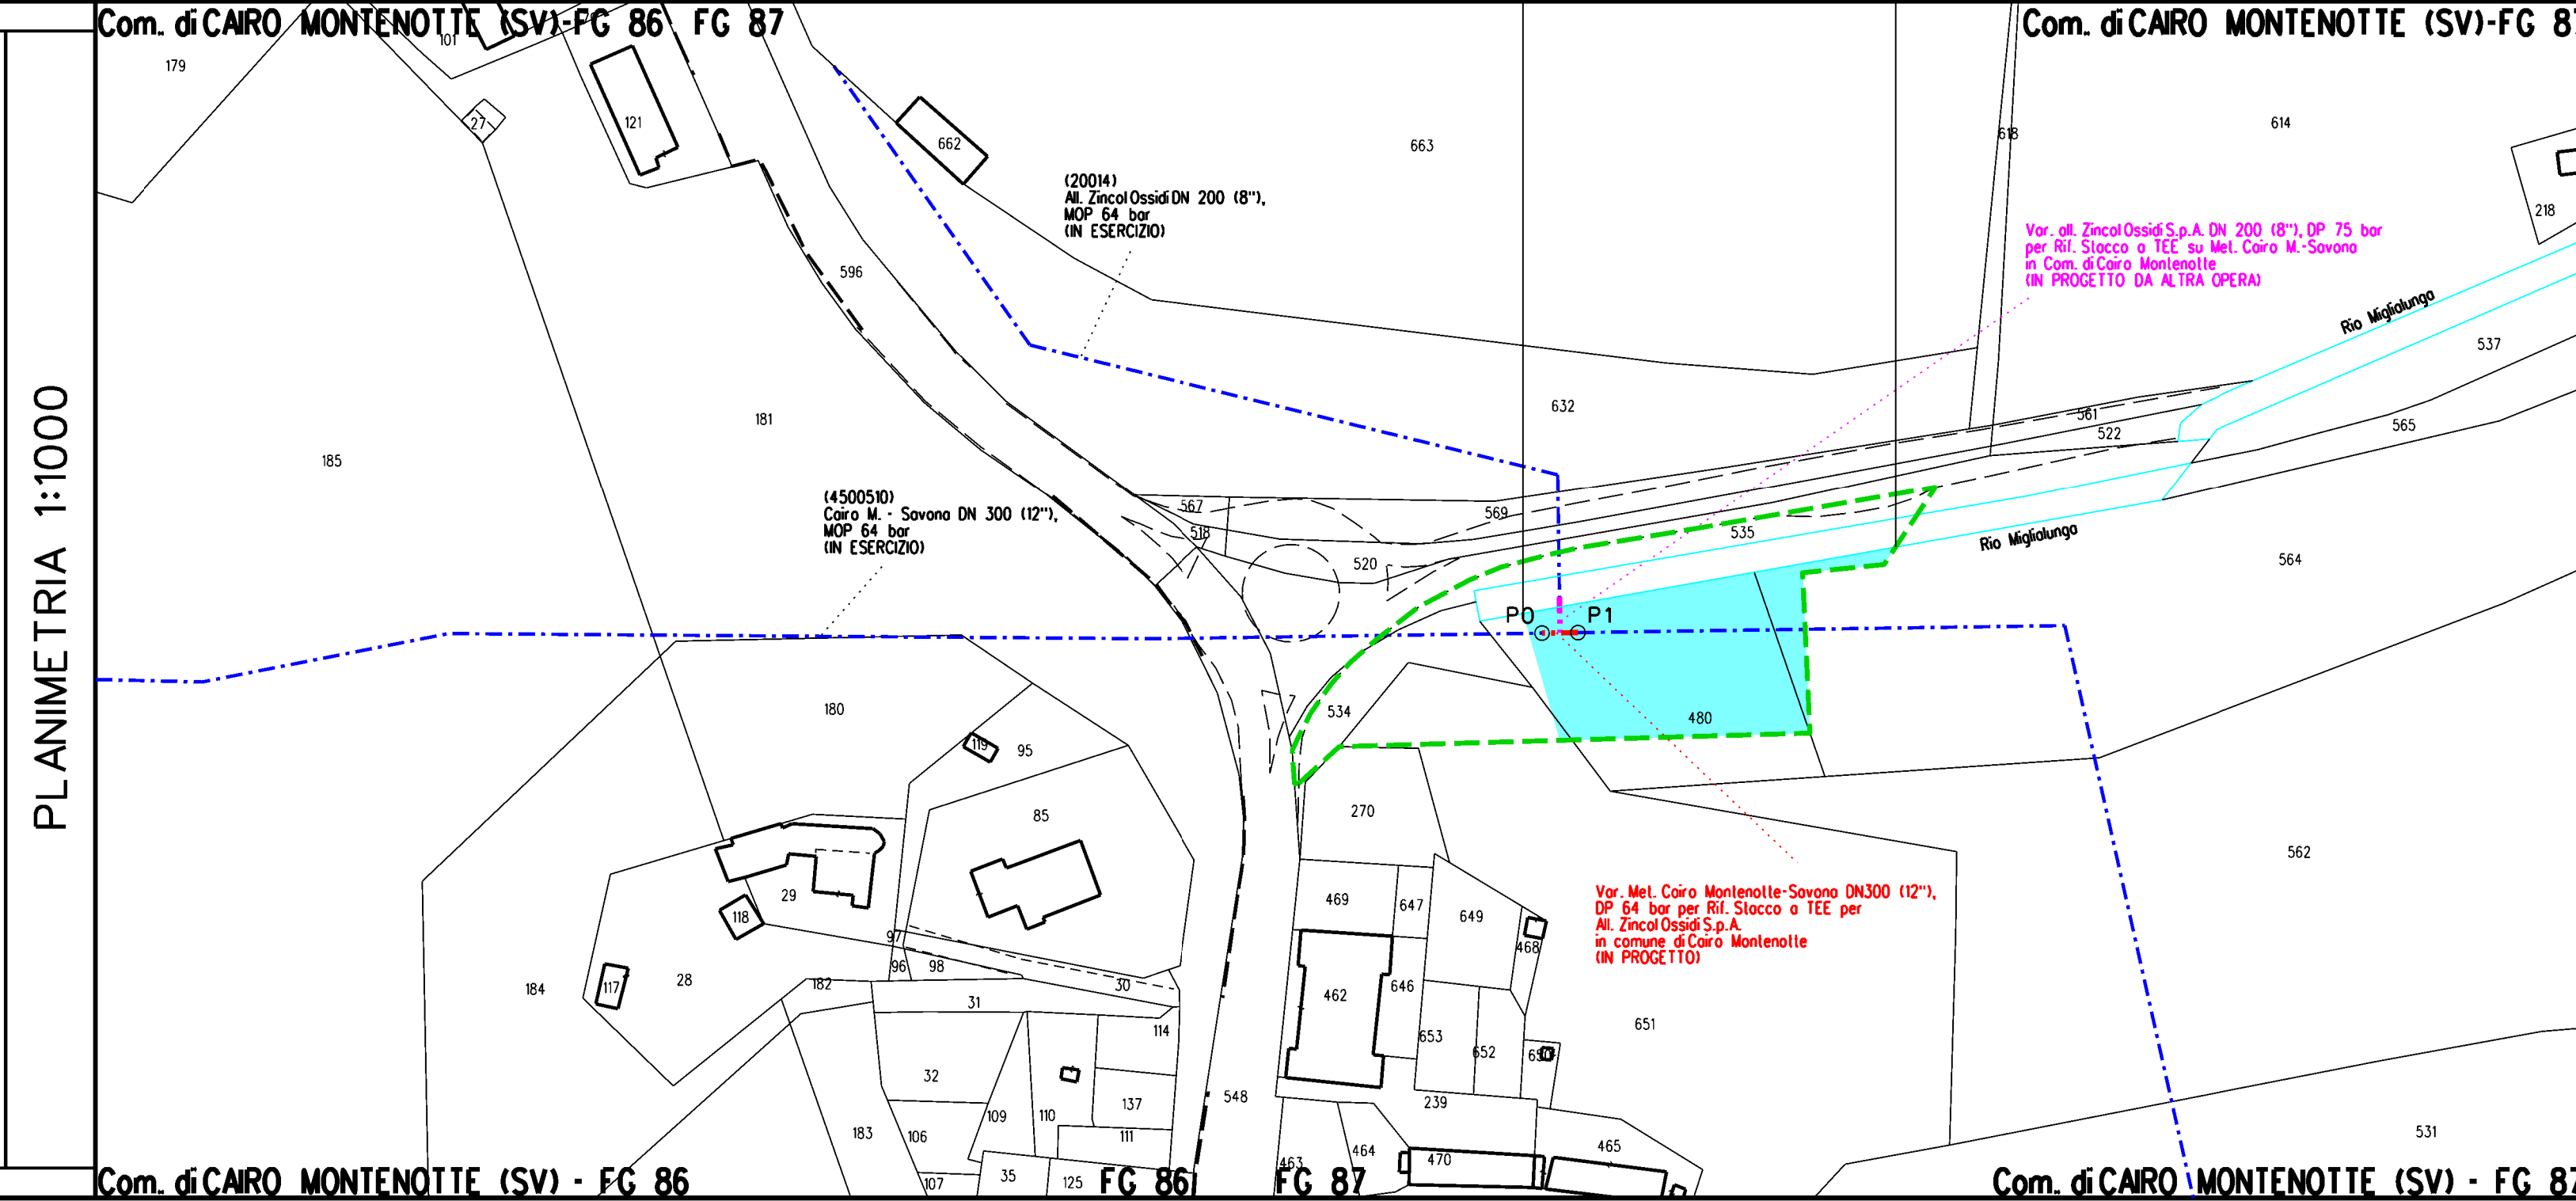 Com. di CAIRO MONTENOTTE (SV)-FG 86 FG 87
Com. di CAIRO MONTENOTTE (SV)-FG 87
PLANIMETRIA 1:1000
179
101
27
121
662
663
618
614
218
(20014)
All. Zincol Ossidi DN 200 (8"),
MOP 64 bar
(IN ESERCIZIO)
Var. all. Zincol Ossidi S.p.A. DN 200 (8"), DP 75 bar
per Rif. Stacco a TEE su Met. Cairo M.-Savona
in Com. di Cairo Montenotte
(IN PROGETTO DA ALTRA OPERA)
596
Rio Miglialunga
537
181
632
561
522
565
185
(4500510)
Cairo M. - Savona DN 300 (12"),
MOP 64 bar
(IN ESERCIZIO)
567
518
569
520
535
Rio Miglialunga
564
P0
P1
180
534
480
119
95
85
270
562
29
118
97
96
98
28
117
184
182
30
31
469
647
649
468
Var. Met. Cairo Montenotte-Savona DN300 (12"),
DP 64 bar per Rif. Stacco a TEE per
All. Zincol Ossidi S.p.A.
in comune di Cairo Montenotte
(IN PROGETTO)
462
646
114
653
652
650
651
32
109
110
137
548
239
183
106
111
463
464
470
465
531
107
35
125
Com. di CAIRO MONTENOTTE (SV) - FG 86
FG 86
FG 87
Com. di CAIRO MONTENOTTE (SV) - FG 87